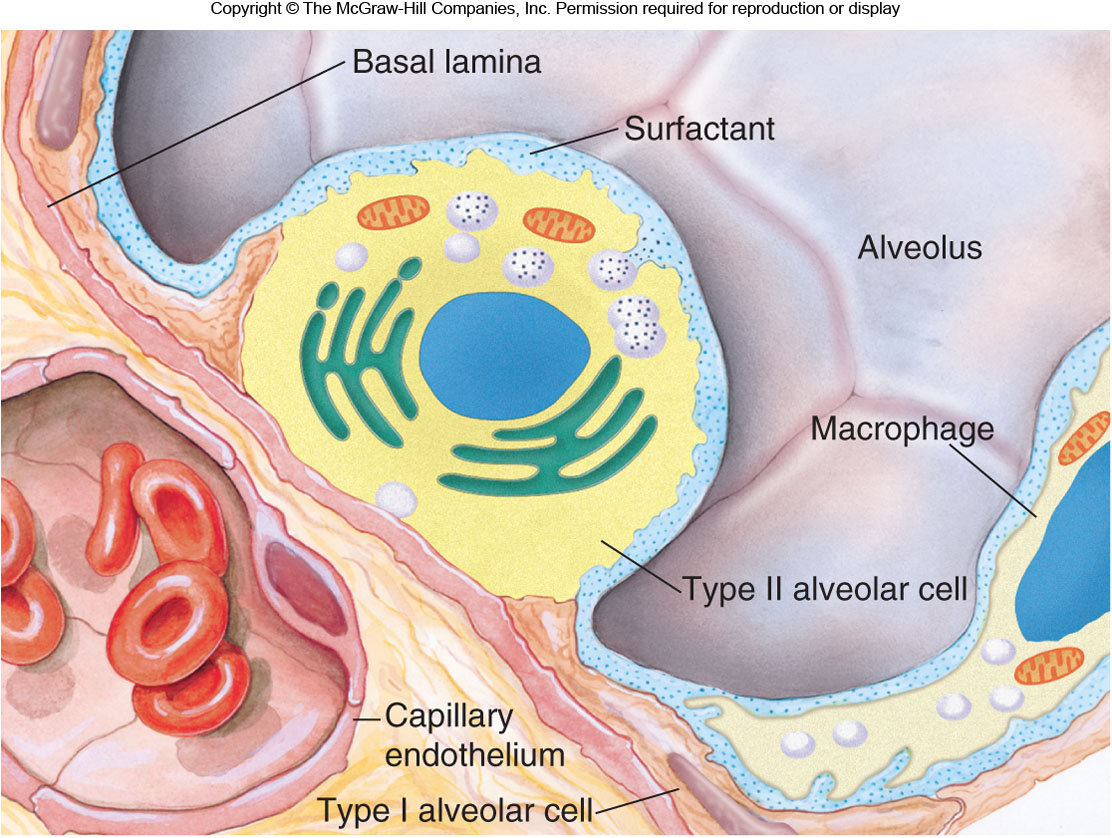 Copyright © The McGraw-Hill Companies, Inc. Permission required for reproduction or display
Basal lamina
Surfactant
Alveolus
Macrophage
Type II alveolar cell
Capillary
endothelium
Type I alveolar cell